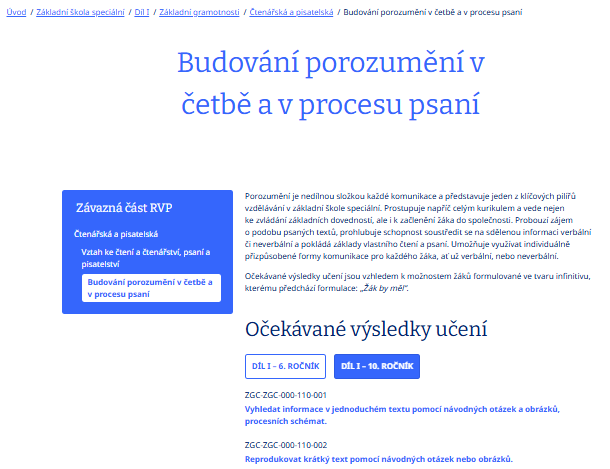 Úvod / Základní škola speciální / Díl I / Základní gramotnosti / Čtenářská a pisatelská / Budování porozumění v četbě a v procesu psaní
Budování porozumění v
četbě a v procesu psaní
Závazná část RVP
Čtenářská a pisatelská
Vztah ke čtení a čtenářství, psaní a
pisatelství
Budování porozumění v četbě a
v procesu psaní
Porozumění je nedílnou složkou každé komunikace a představuje jeden z klíčových pilířů
vzdělávání v základní škole speciální. Prostupuje napříč celým kurikulem a vede nejen
ke zvládání základních dovedností, ale i k začlenění žáka do společnosti. Probouzí zájem
o podobu psaných textů, prohlubuje schopnost soustředit se na sdělenou informaci verbální
či neverbální a pokládá základy vlastního čtení a psaní. Umožňuje využívat individuálně
přizpůsobené formy komunikace pro každého žáka, ať už verbální, nebo neverbální.
Očekávané výsledky učení jsou vzhledem k možnostem žáků formulované ve tvaru infinitivu,
kterému předchází formulace: „Žák by měl“.
Očekávané výsledky učení
DÍL I – 6. ROČNÍK
DÍL I – 10. ROČNÍK
ZGC-ZGC-000-110-001
Vyhledat informace v jednoduchém textu pomocí návodných otázek a obrázků,
procesních schémat.
ZGC-ZGC-000-110-002
Reprodukovat krátký text pomocí návodných otázek nebo obrázků.